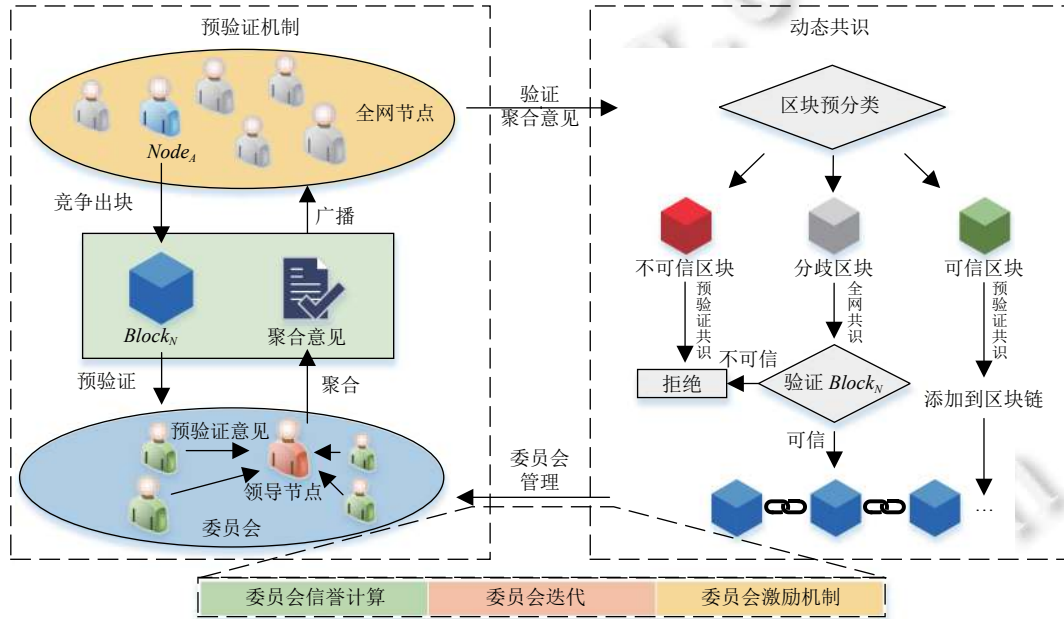 预验证机制
全网节点
Node_A
竞争出块
广播
Block_N
聚合意见
预验证
聚合
预验证意见
领导节点
委员会
验证
聚合意见
委员会
管理
动态共识
区块预分类
不可信区块
分歧区块
可信区块
预验证共识
全网共识
预验证共识
不可信
拒绝
验证 Block_N
添加到区块链
可信
…
委员会信誉计算
委员会迭代
委员会激励机制